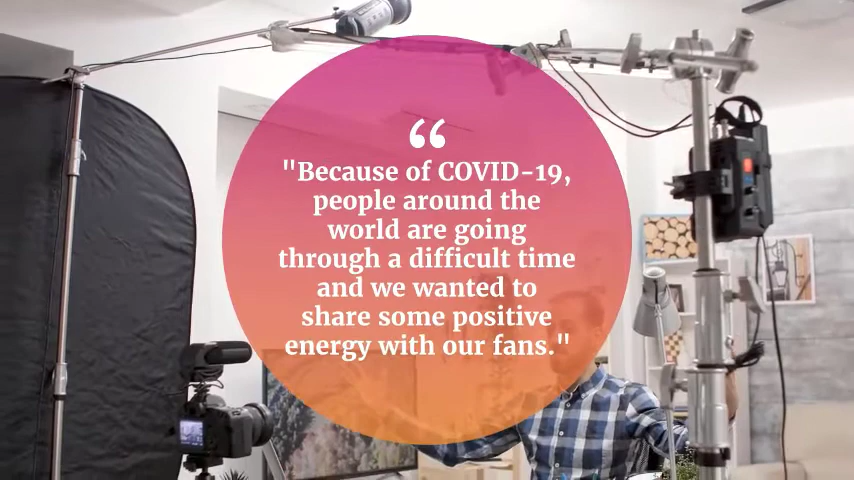 “
"Because of COVID-19,
people around the
world are going
through a difficult time
and we wanted to
share some positive
energy with our fans."